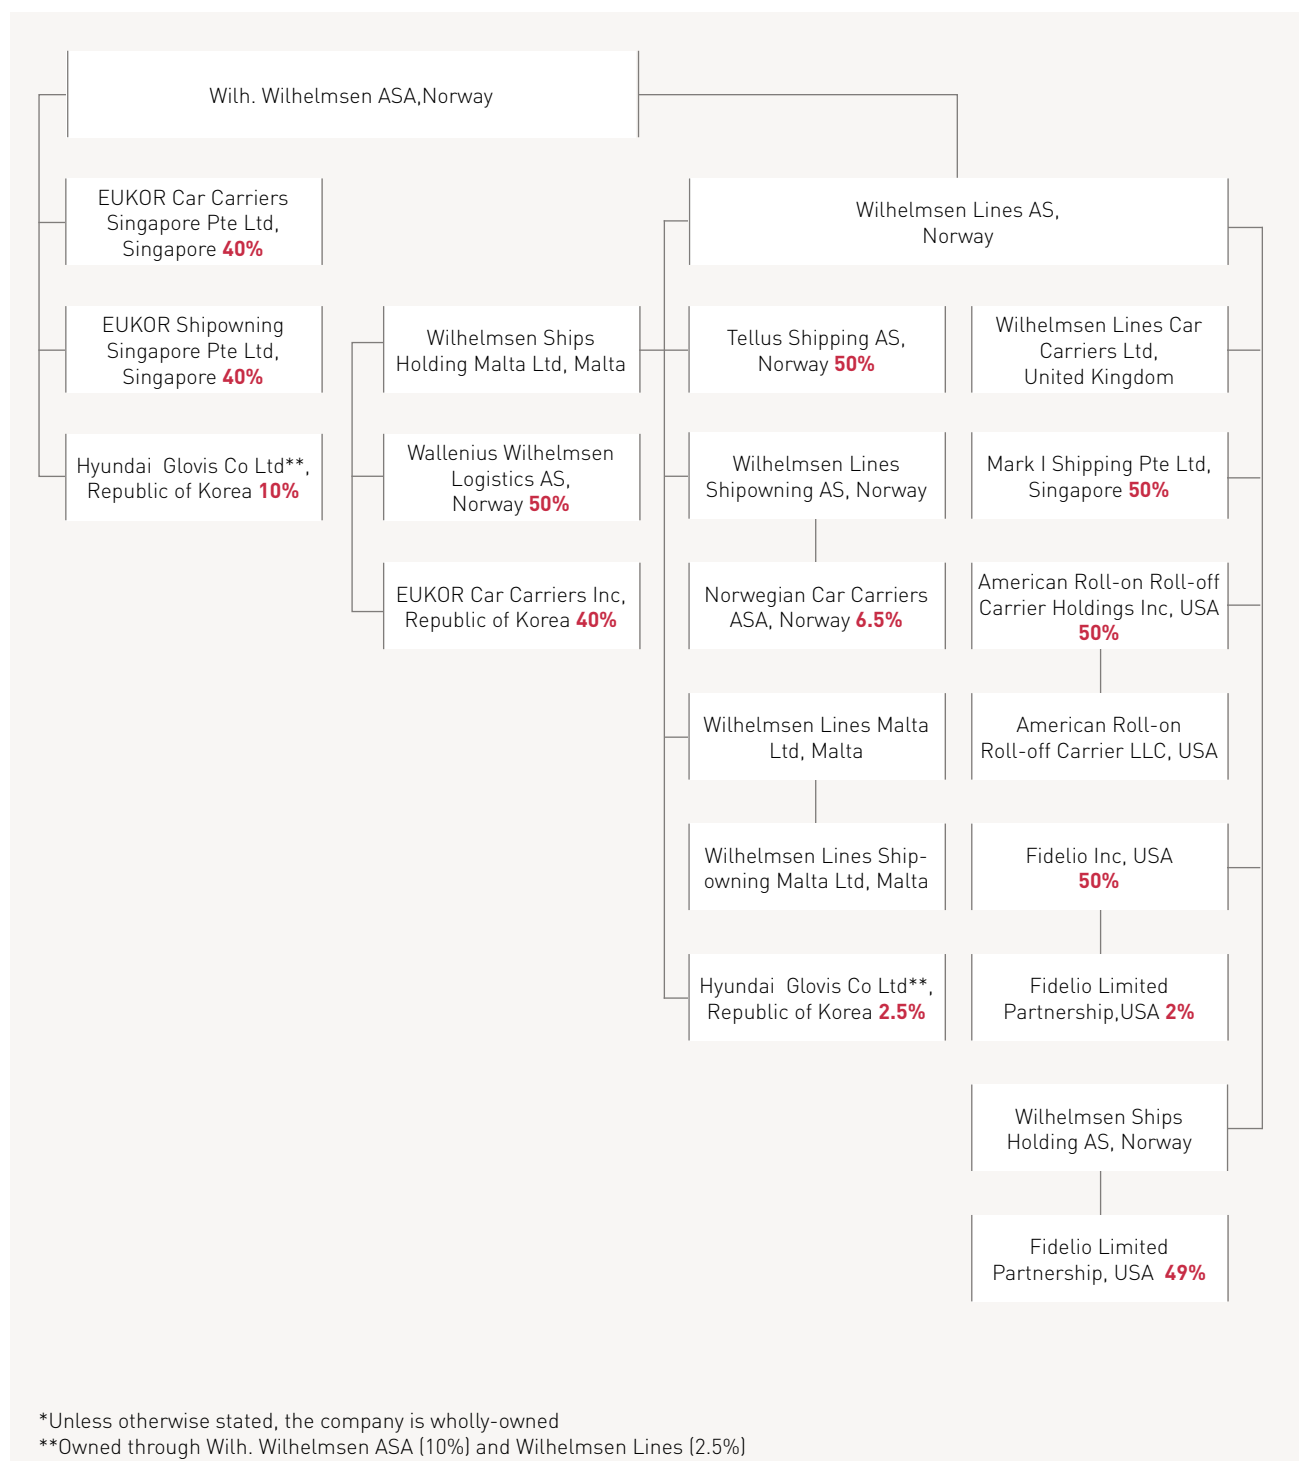 Wilh. Wilhelmsen ASA,Norway
EUKOR Car Carriers
Singapore Pte Ltd,
Singapore 40%
EUKOR Shipowning
Singapore Pte Ltd,
Singapore 40%
Hyundai  Glovis Co Ltd**,
Republic of Korea 10%
Wilhelmsen Lines AS,
Norway
Wilhelmsen Ships
Holding Malta Ltd, Malta
Wallenius Wilhelmsen
Logistics AS,
Norway 50%
EUKOR Car Carriers Inc,
Republic of Korea 40%
Tellus Shipping AS,
Norway 50%
Wilhelmsen Lines
Shipowning AS, Norway
Norwegian Car Carriers
ASA, Norway 6.5%
Wilhelmsen Lines Malta
Ltd, Malta
Wilhelmsen Lines Ship-
owning Malta Ltd, Malta
Hyundai  Glovis Co Ltd**,
Republic of Korea 2.5%
Wilhelmsen Lines Car
Carriers Ltd,
United Kingdom
Mark I Shipping Pte Ltd,
Singapore 50%
American Roll-on Roll-off
Carrier Holdings Inc, USA
50%
American Roll-on
Roll-off Carrier LLC, USA
Fidelio Inc, USA
50%
Fidelio Limited
Partnership,USA 2%
Wilhelmsen Ships
Holding AS, Norway
Fidelio Limited
Partnership, USA  49%
*Unless otherwise stated, the company is wholly-owned
**Owned through Wilh. Wilhelmsen ASA (10%) and Wilhelmsen Lines (2.5%)